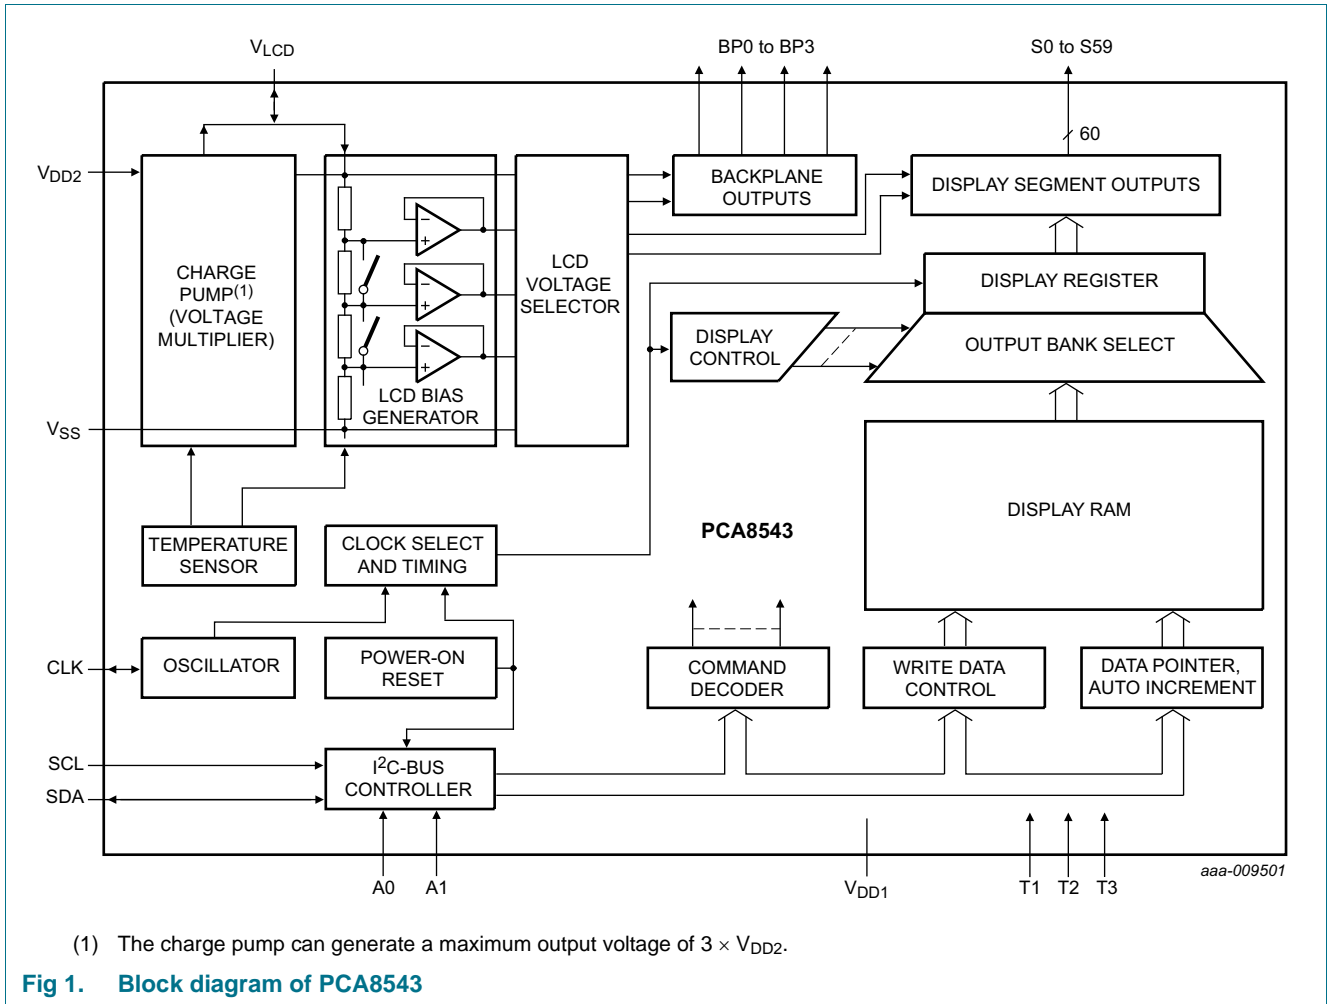 VLCD
BP0 to BP3
S0 to S59
60
VDD2
BACKPLANE
OUTPUTS
DISPLAY SEGMENT OUTPUTS
CHARGE
PUMP(1)
(VOLTAGE
MULTIPLIER)
−
+
−
+
−
+
LCD
VOLTAGE
SELECTOR
DISPLAY REGISTER
DISPLAY
CONTROL
OUTPUT BANK SELECT
LCD BIAS
GENERATOR
VSS
DISPLAY RAM
PCA8543
TEMPERATURE
SENSOR
CLOCK SELECT
AND TIMING
CLK
OSCILLATOR
POWER-ON
RESET
COMMAND
DECODER
WRITE DATA
CONTROL
DATA POINTER,
AUTO INCREMENT
SCL
SDA
I2C-BUS
CONTROLLER
A0
A1
VDD1
T1
T2
T3
aaa-009501
(1) The charge pump can generate a maximum output voltage of 3 × VDD2.
Fig 1. Block diagram of PCA8543